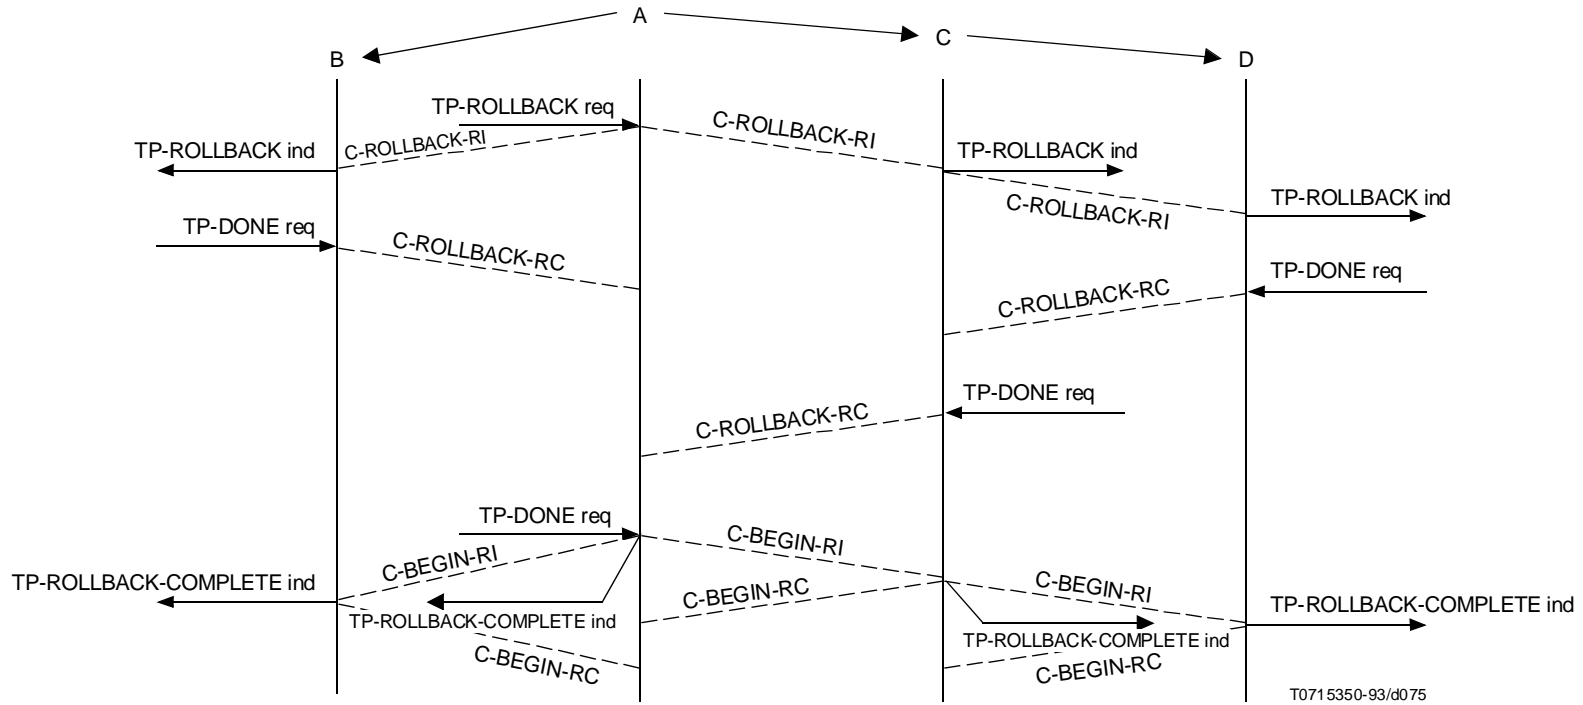 A
C
B
D
TP-ROLLBACK req
C-ROLLBACK-RI
C-ROLLBACK-RI
TP-ROLLBACK ind
TP-ROLLBACK ind
C-ROLLBACK-RI
TP-ROLLBACK ind
TP-DONE req
C-ROLLBACK-RC
TP-DONE req
C-ROLLBACK-RC
TP-DONE req
C-ROLLBACK-RC
TP-DONE req
C-BEGIN-RI
C-BEGIN-RI
TP-ROLLBACK-COMPLETE ind
C-BEGIN-RC
C-BEGIN-RI
TP-ROLLBACK-COMPLETE ind
TP-ROLLBACK-COMPLETE ind
TP-ROLLBACK-COMPLETE ind
C-BEGIN-RC
C-BEGIN-RC
T0715350-93/d075